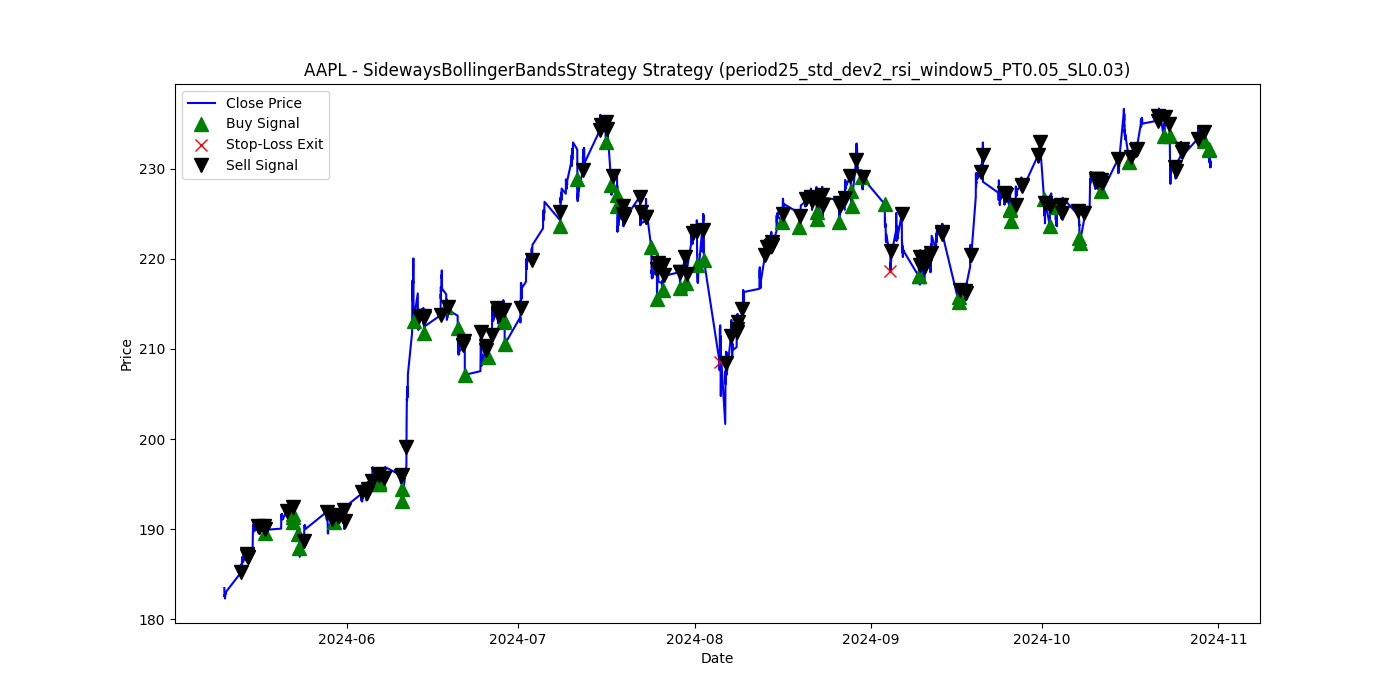 AAPL - SidewaysBollingerBandsStrategy Strategy (period25_std_dev2_rsi_window5_PT0.05_SL0.03)
Close Price
Buy Signal
Stop-Loss Exit
Sell Signal
Price
230
220
210
200
190
180
2024-06
2024-07
2024-08
2024-09
2024-10
2024-11
Date